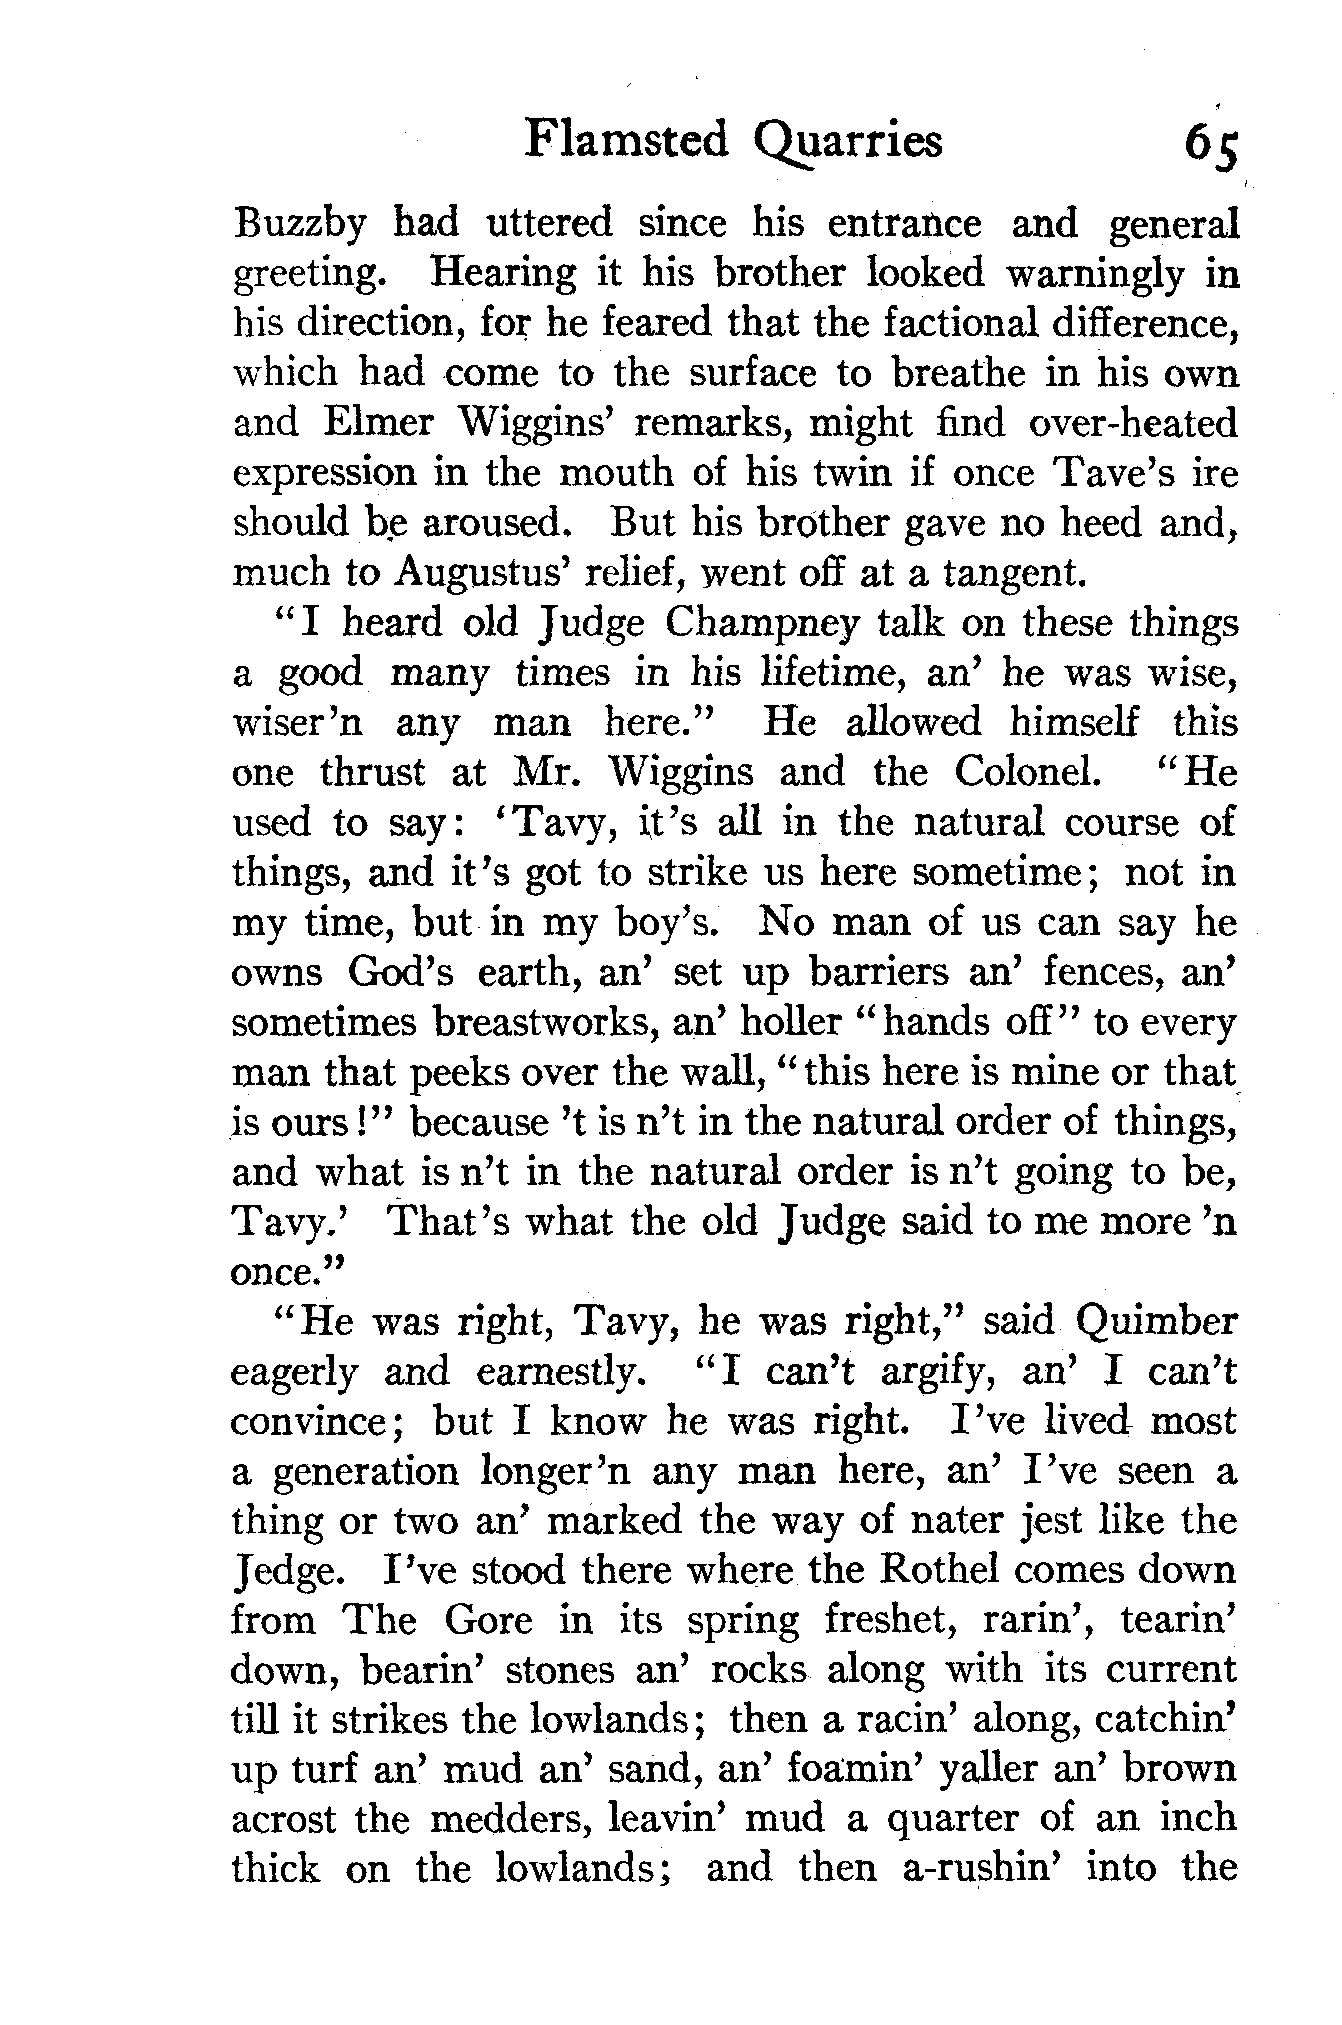 Flamsted Quarries 65
Buzzby had uttered since his entrance and general
greeting. Hearing it his brother looked warningly in
his direction, for he feared that the factional difference,
which had come to the surface to breathe in his own
and Elmer Wiggins' remarks, might find over-heated
expression in the mouth of his twin if once Tave's ire
should be aroused. But his brother gave no heed and,
much to Augustus' relief, went off at a tangent.
"I heard old Judge Champney talk on these things
a good many times in his lifetime, an' he was wise,
wiser'n any man here." He allowed himself this
one thrust at Mr. Wiggins and the Colonel. "He
used to say: 'Tavy, it's all in the natural course of
things, and it's got to strike us here sometime; not in
my time, but in my boy's. No man of us can say he
owns God's earth, an' set up barriers an' fences, an'
sometimes breastworks, an' holler "hands off" to every
man that peeks over the wall, "this here is mine or that
is ours!" because 't is n't in the natural order of things,
and what is n't in the natural order is n't going to be,
Tavy.' That's what the old Judge said to me more 'n
once."
"He was right, Tavy, he was right," said Quimber
eagerly and earnestly. "I can't argify, an' I can't
convince; but I know he was right. I've lived most
a generation longer'n any man here, an' I've seen a
thing or two an' marked the way of nater jest like the
Jedge. I've stood there where the Rothel comes down
from The Gore in its spring freshet, rarin', tearin'
down, bearin' stones an' rocks along with its current
till it strikes the lowlands; then a racin' along, catchin'
up turf an' mud an' sand, an' foamin' yaller an' brown
acrost the medders, leavin' mud a quarter of an inch
thick on the lowlands; and then a-rushin' into the